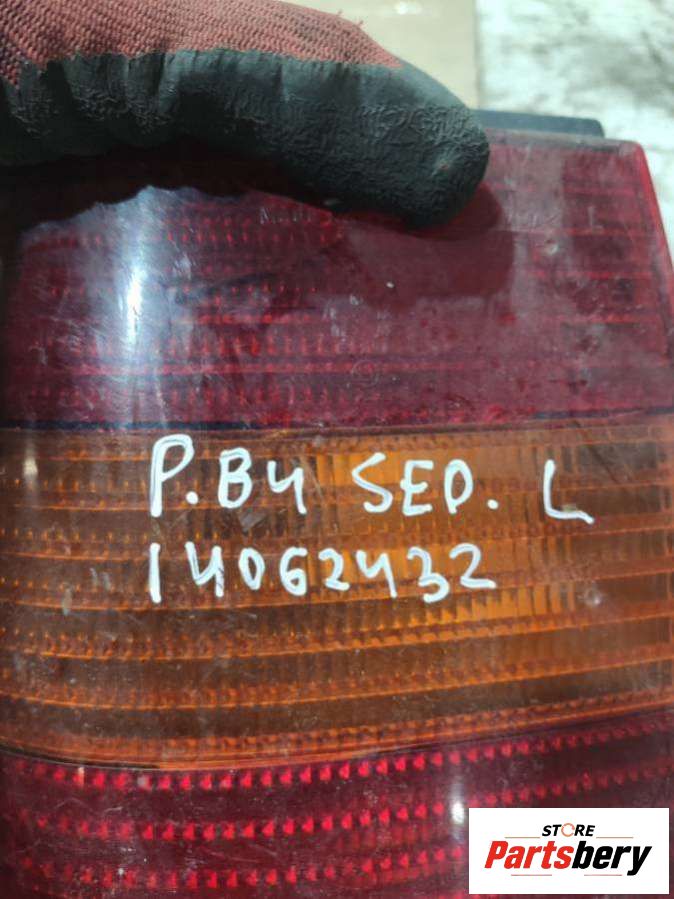 P.B4 SED. L
14062432
STORE
Partsbery